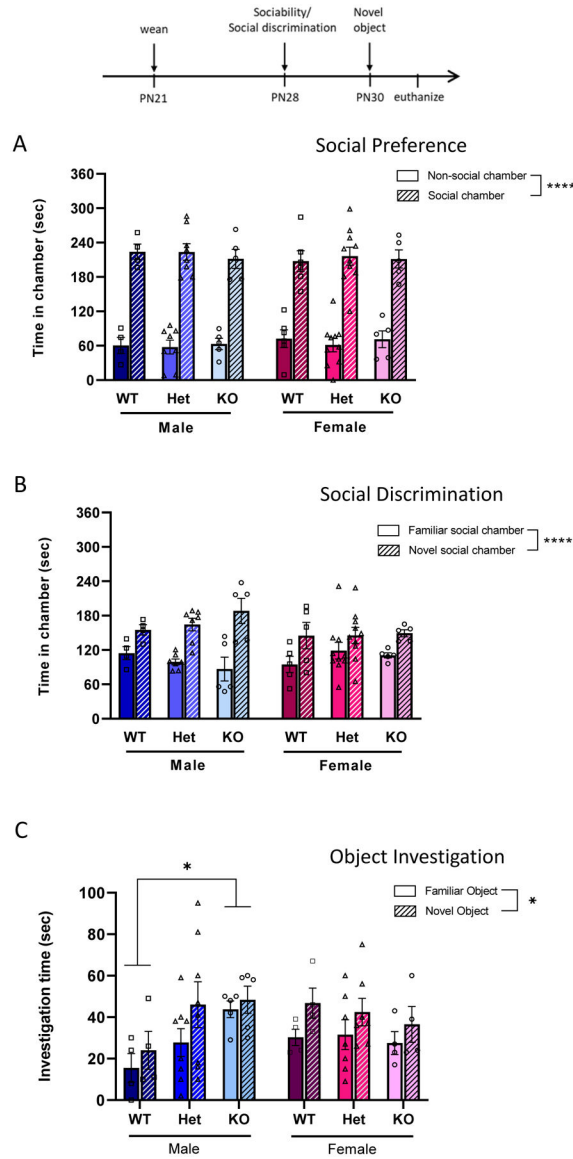 Sociability/ Novel
wean Social discrimination object
PN21 PN28 PN30 euthanize
A Social Preference
Non-social chamber
Social chamber
****
Time in chamber (sec)
360
300
240
180
120
60
0
WT Het KO WT Het KO
Male Female
B Social Discrimination
Familiar social chamber
Novel social chamber
****
Time in chamber (sec)
360
300
240
180
120
60
0
WT Het KO WT Het KO
Male Female
C Object Investigation
Familiar Object
Novel Object
*
*
Investigation time (sec)
100
80
60
40
20
0
WT Het KO WT Het KO
Male Female